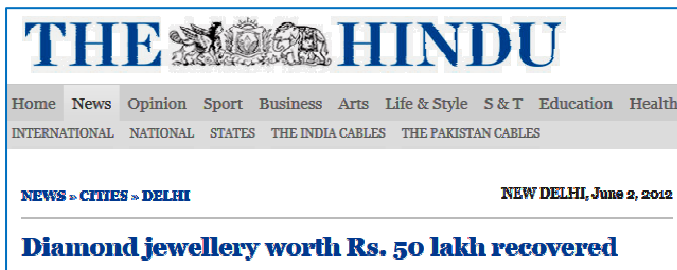 THE HINDU
Home News Opinion Sport Business Arts Life & Style S & T Education Health
INTERNATIONAL NATIONAL STATES THE INDIA CABLES THE PAKISTAN CABLES
NEWS » CITIES » DELHI NEW DELHI, June 2, 2012
Diamond jewellery worth Rs. 50 lakh recovered